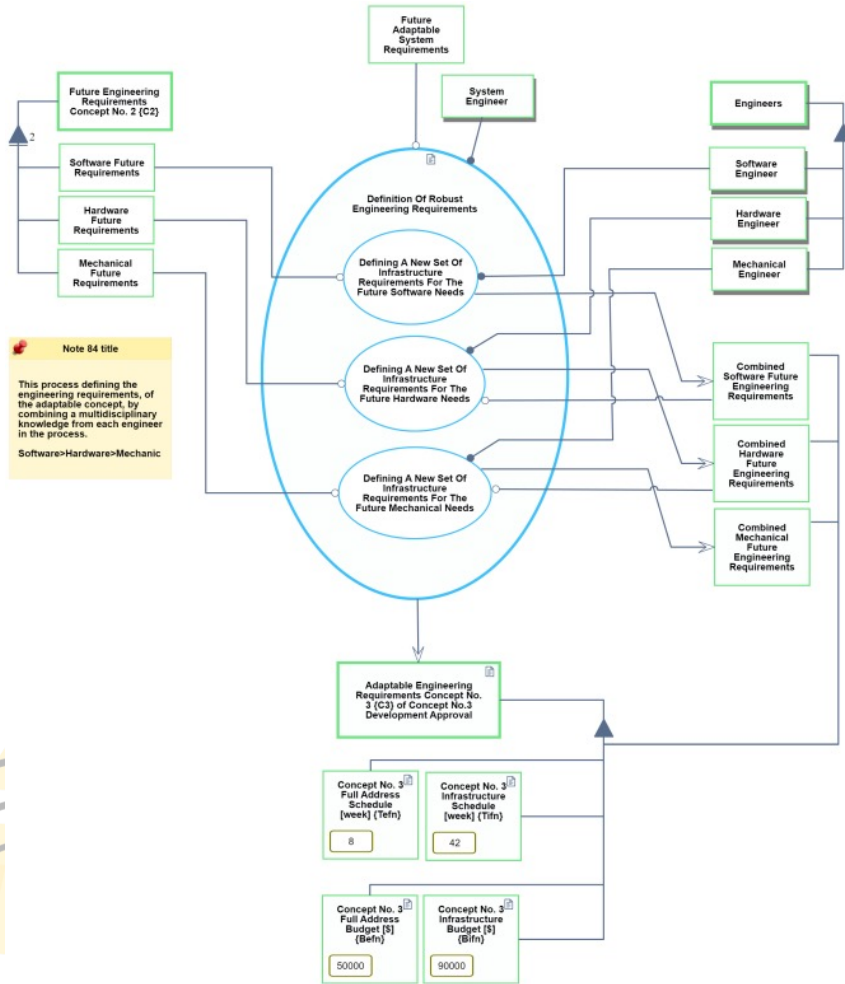 Future
Adaptable
System
Requirements
Future Engineering
Requirements
Concept No. 2 {C2}
System
Engineer
Engineers
2
Software Future
Requirements
Software
Engineer
Hardware
Future
Requirements
Definition Of Robust
Engineering Requirements
Hardware
Engineer
Mechanical
Future
Requirements
Defining A New Set Of
Infrastructure
Requirements For The
Future Software Needs
Mechanical
Engineer
Note 84 title
This process defining the
engineering requirements, of
the adaptable concept, by
combining a multidisciplinary
knowledge from each engineer
in the process.
Software>Hardware>Mechanic
Defining A New Set Of
Infrastructure
Requirements For The
Future Hardware Needs
Combined
Software Future
Engineering
Requirements
Defining A New Set Of
Infrastructure
Requirements For The
Future Mechanical Needs
Combined
Hardware
Future
Engineering
Requirements
Combined
Mechanical
Future
Engineering
Requirements
Adaptable Engineering
Requirements Concept No.
3 {C3} of Concept No.3
Development Approval
Concept No. 3
Full Address
Schedule
[week] {Tefn}
8
Concept No. 3
Infrastructure
Schedule
[week] {Tifn}
42
Concept No. 3
Full Address
Budget [$]
{Befn}
50000
Concept No. 3
Infrastructure
Budget [$]
{Bifn}
90000